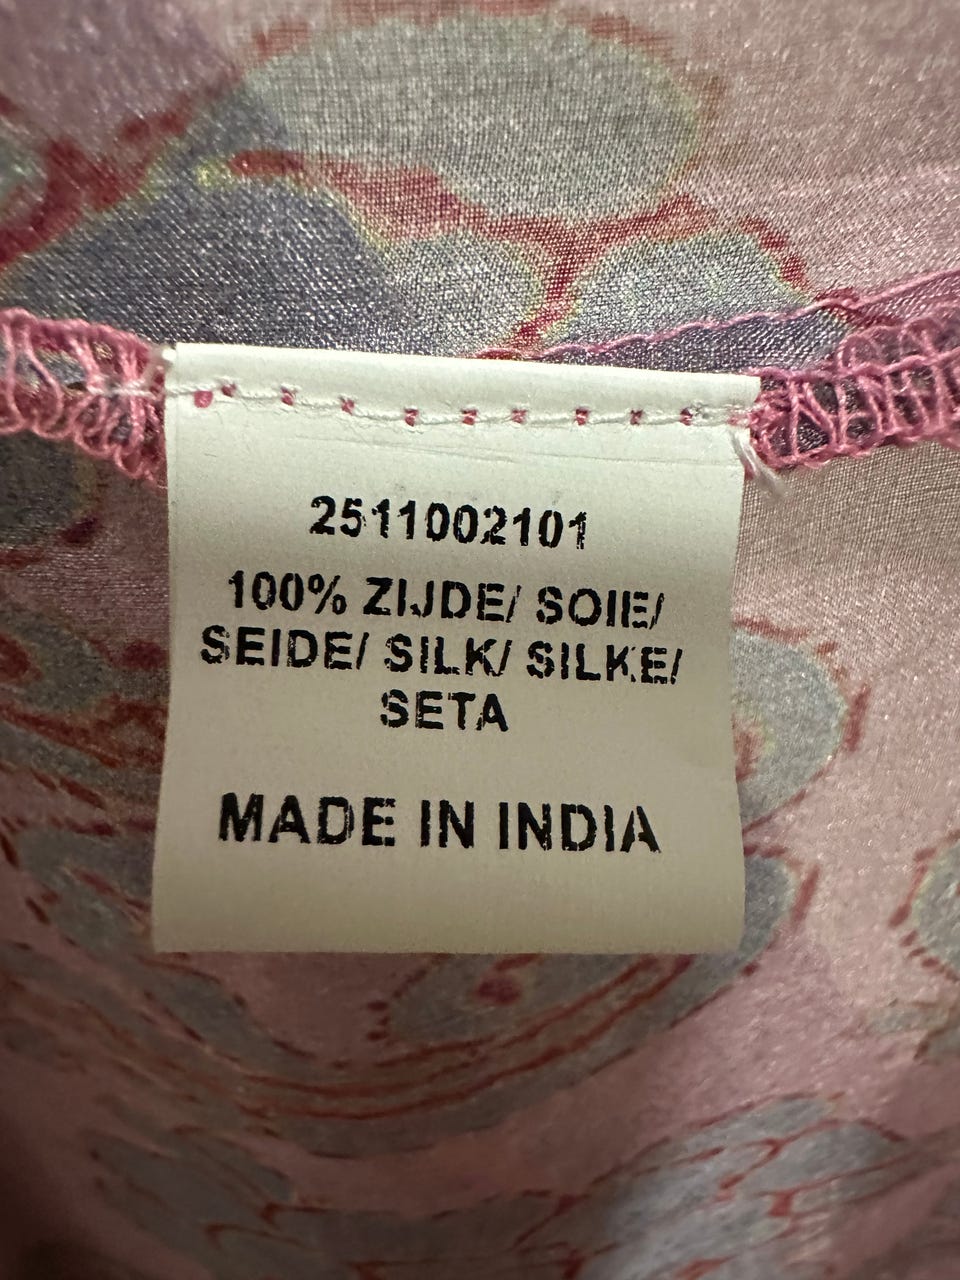 2511002101
100% ZIJDE/ SOIE/
SEIDE/ SILK/ SILKE/
SETA
MADE IN INDIA